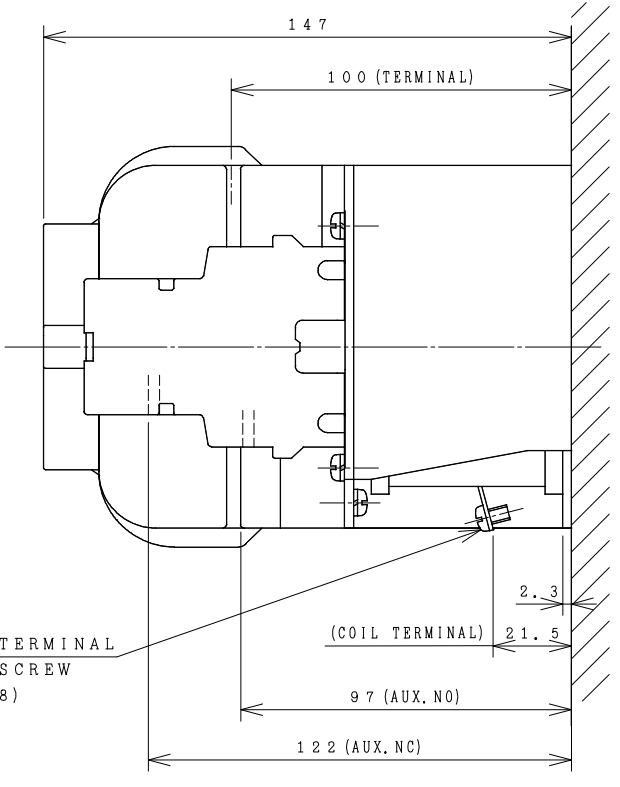 147
100 (TERMINAL)
2.3
TERMINAL
(COIL TERMINAL) 21.5
SCREW
8)
97 (AUX. NO)
122 (AUX. NC)